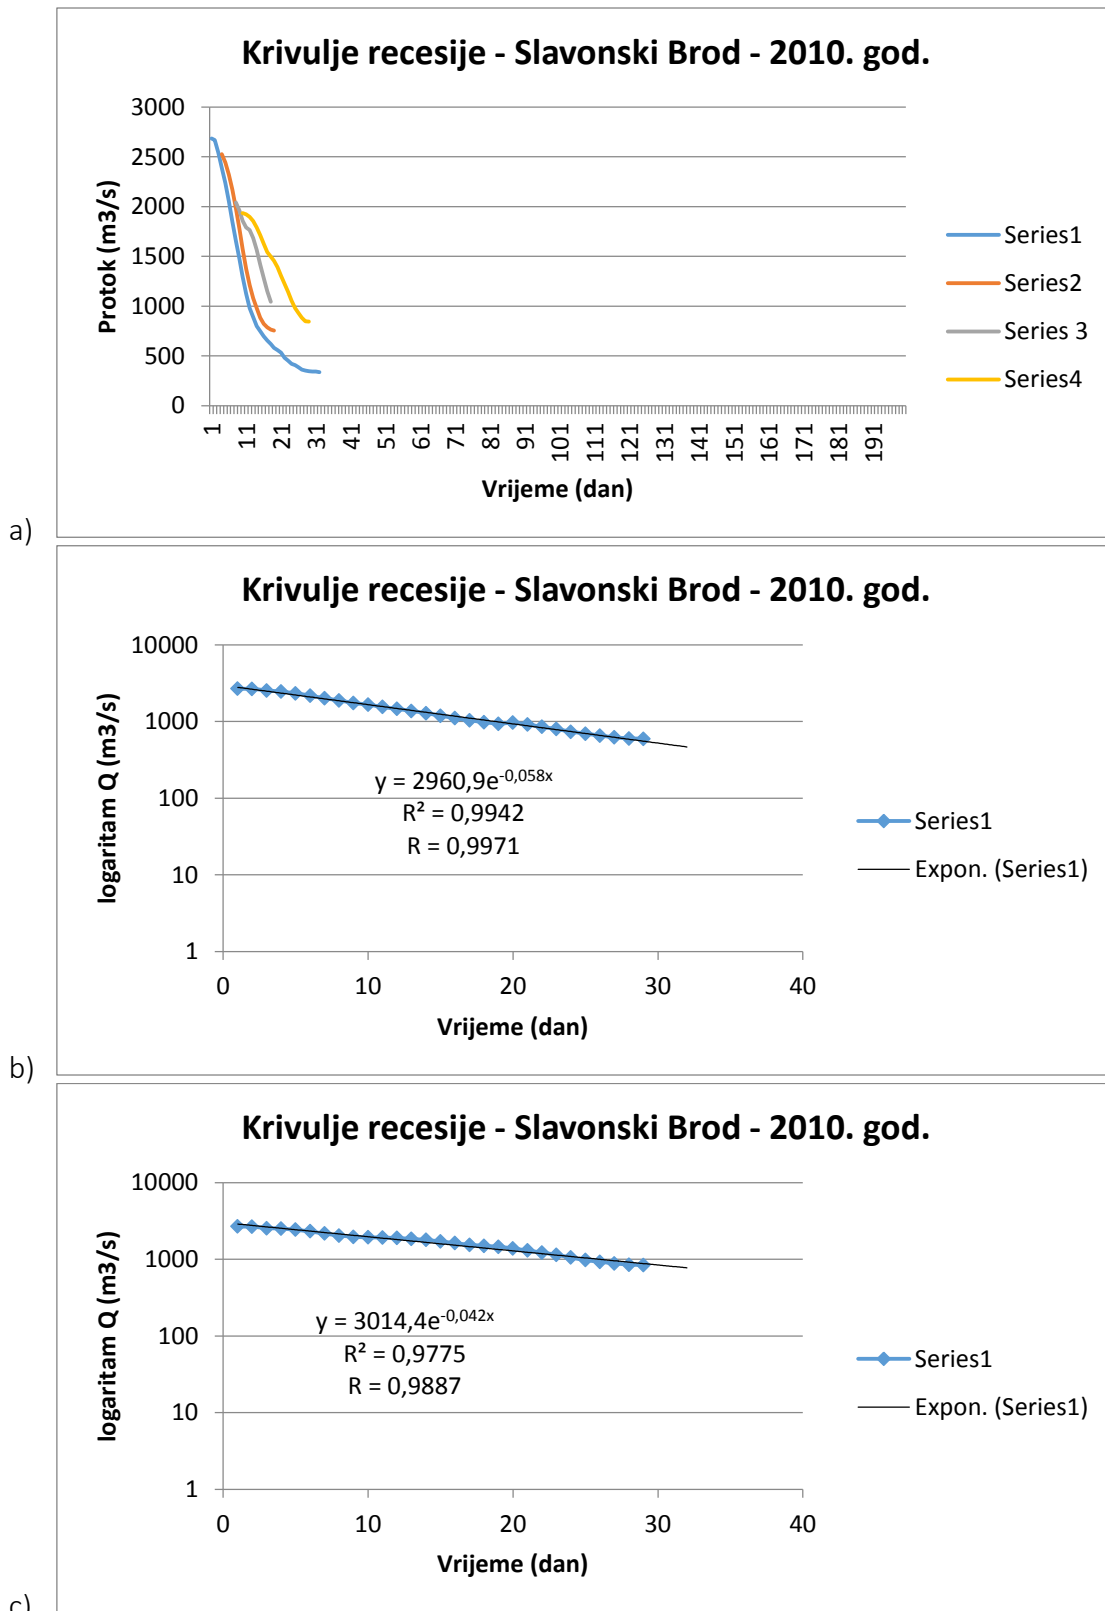 Krivulje recesije - Slavonski Brod - 2010. god.
3000
2500
2000
1500
1000
500
0
Protok (m3/s)
1 11 21 31 41 51 61 71 81 91 101 111 121 131 141 151 161 171 181 191
Vrijeme (dan)
Series1
Series2
Series 3
Series4
a)
Krivulje recesije - Slavonski Brod - 2010. god.
10000
1000
100
10
1
logaritam Q (m3/s)
y = 2960,9e^-0,058x
R² = 0,9942
R = 0,9971
0 10 20 30 40
Vrijeme (dan)
Series1
Expon. (Series1)
b)
Krivulje recesije - Slavonski Brod - 2010. god.
10000
1000
100
10
1
logaritam Q (m3/s)
y = 3014,4e^-0,042x
R² = 0,9775
R = 0,9887
0 10 20 30 40
Vrijeme (dan)
Series1
Expon. (Series1)
c)